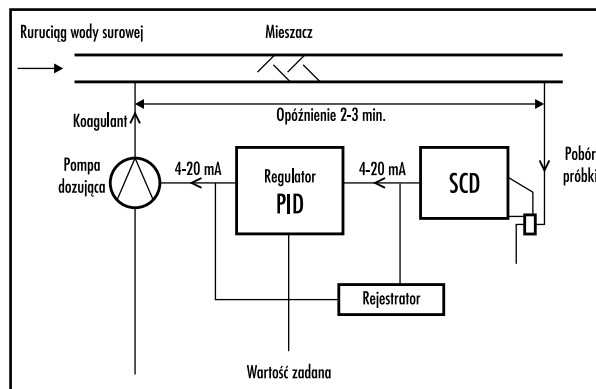 Ruruciąg wody surowej
Mieszacz
Opóźnienie 2-3 min.
Koagulant
Pompa
dozująca
4-20 mA
Regulator
PID
4-20 mA
SCD
Pobór
próbki
Rejestrator
Wartość zadana